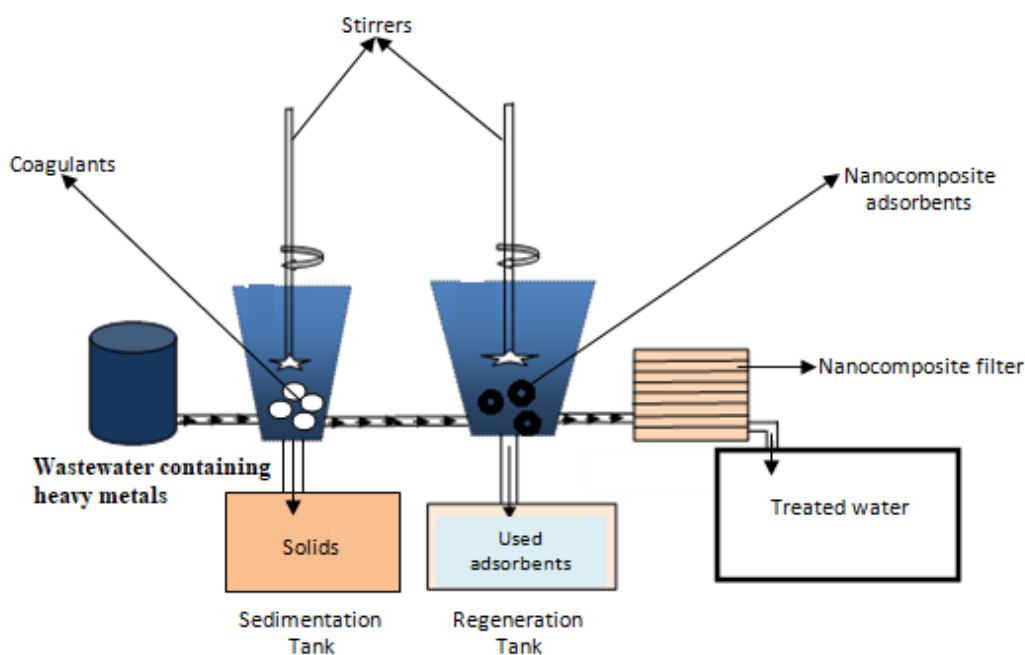 Stirrers
Coagulants
Nanocomposite
adsorbents
Nanocomposite filter
Wastewater containing
heavy metals
Solids
Used
adsorbents
Treated water
Sedimentation
Tank
Regeneration
Tank